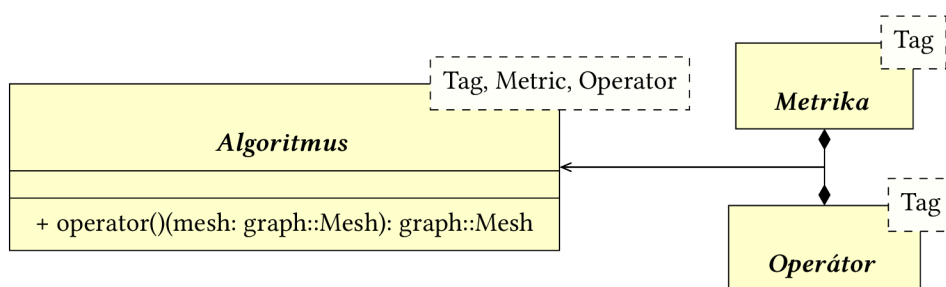 Tag, Metric, Operator
Algoritmus
+ operator()(mesh: graph::Mesh): graph::Mesh
Tag
Metrika
Tag
Operátor